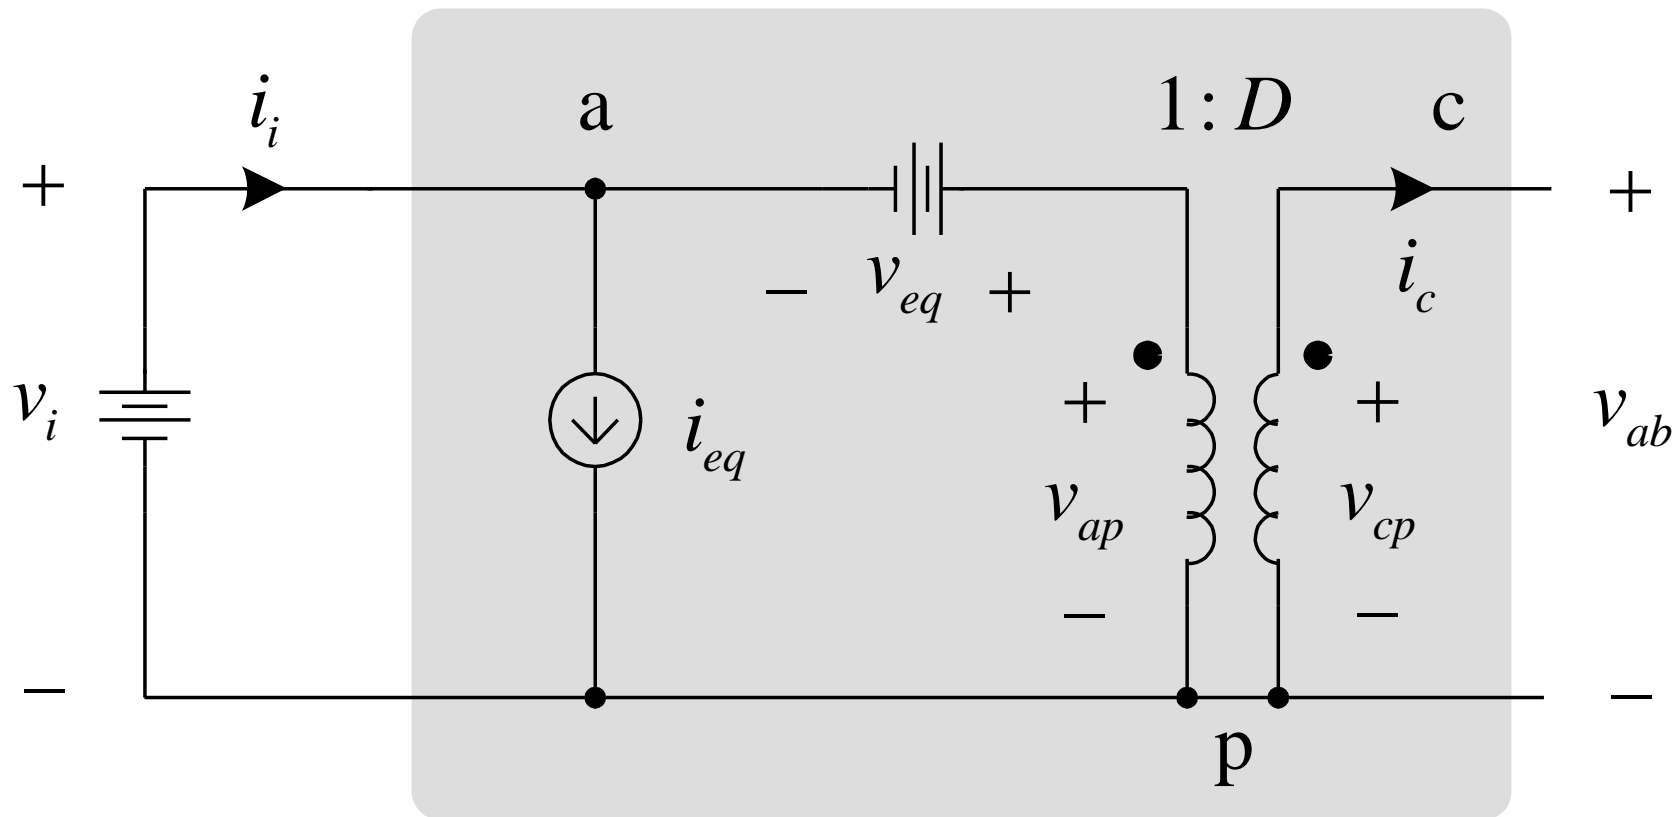 i_i
a
1 : D
c
+
+
− v_eq +
i_c
v_i
i_eq
+
+
v_ab
v_ap
v_cp
−
−
−
−
p